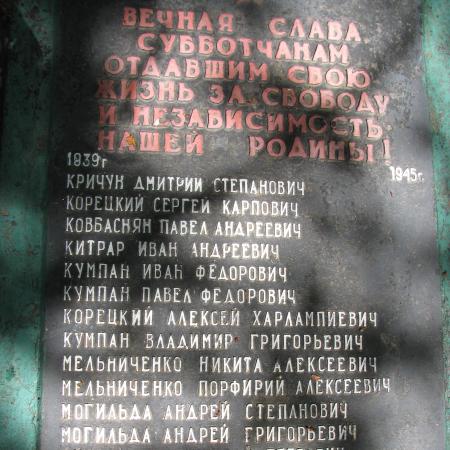 ВЕЧНАЯ СЛАВА
СУББОТЧАНАМ
ОТДАВШИМ СВОЮ
ЖИЗНЬ ЗА СВОБОДУ
И НЕЗАВИСИМОСТЬ
НАШЕЙ РОДИНЫ!
1939г 1945г.
КРИЧУН ДМИТРИЙ СТЕПАНОВИЧ
КОРЕЦКИЙ СЕРГЕЙ КАРПОВИЧ
КОВБАСНЯН ПАВЕЛ АНДРЕЕВИЧ
КИТРАР ИВАН АНДРЕЕВИЧ
КУМПАН ИВАН ФЁДОРОВИЧ
КУМПАН ПАВЕЛ ФЁДОРОВИЧ
КОРЕЦКИЙ АЛЕКСЕЙ ХАРЛАМПИЕВИЧ
КУМПАН ВЛАДИМИР ГРИГОРЬЕВИЧ
МЕЛЬНИЧЕНКО НИКИТА АЛЕКСЕЕВИЧ
МЕЛЬНИЧЕНКО ПОРФИРИЙ АЛЕКСЕЕВИЧ
МОГИЛЬДА АНДРЕЙ СТЕПАНОВИЧ
МОГИЛЬДА АНДРЕЙ ГРИГОРЬЕВИЧ